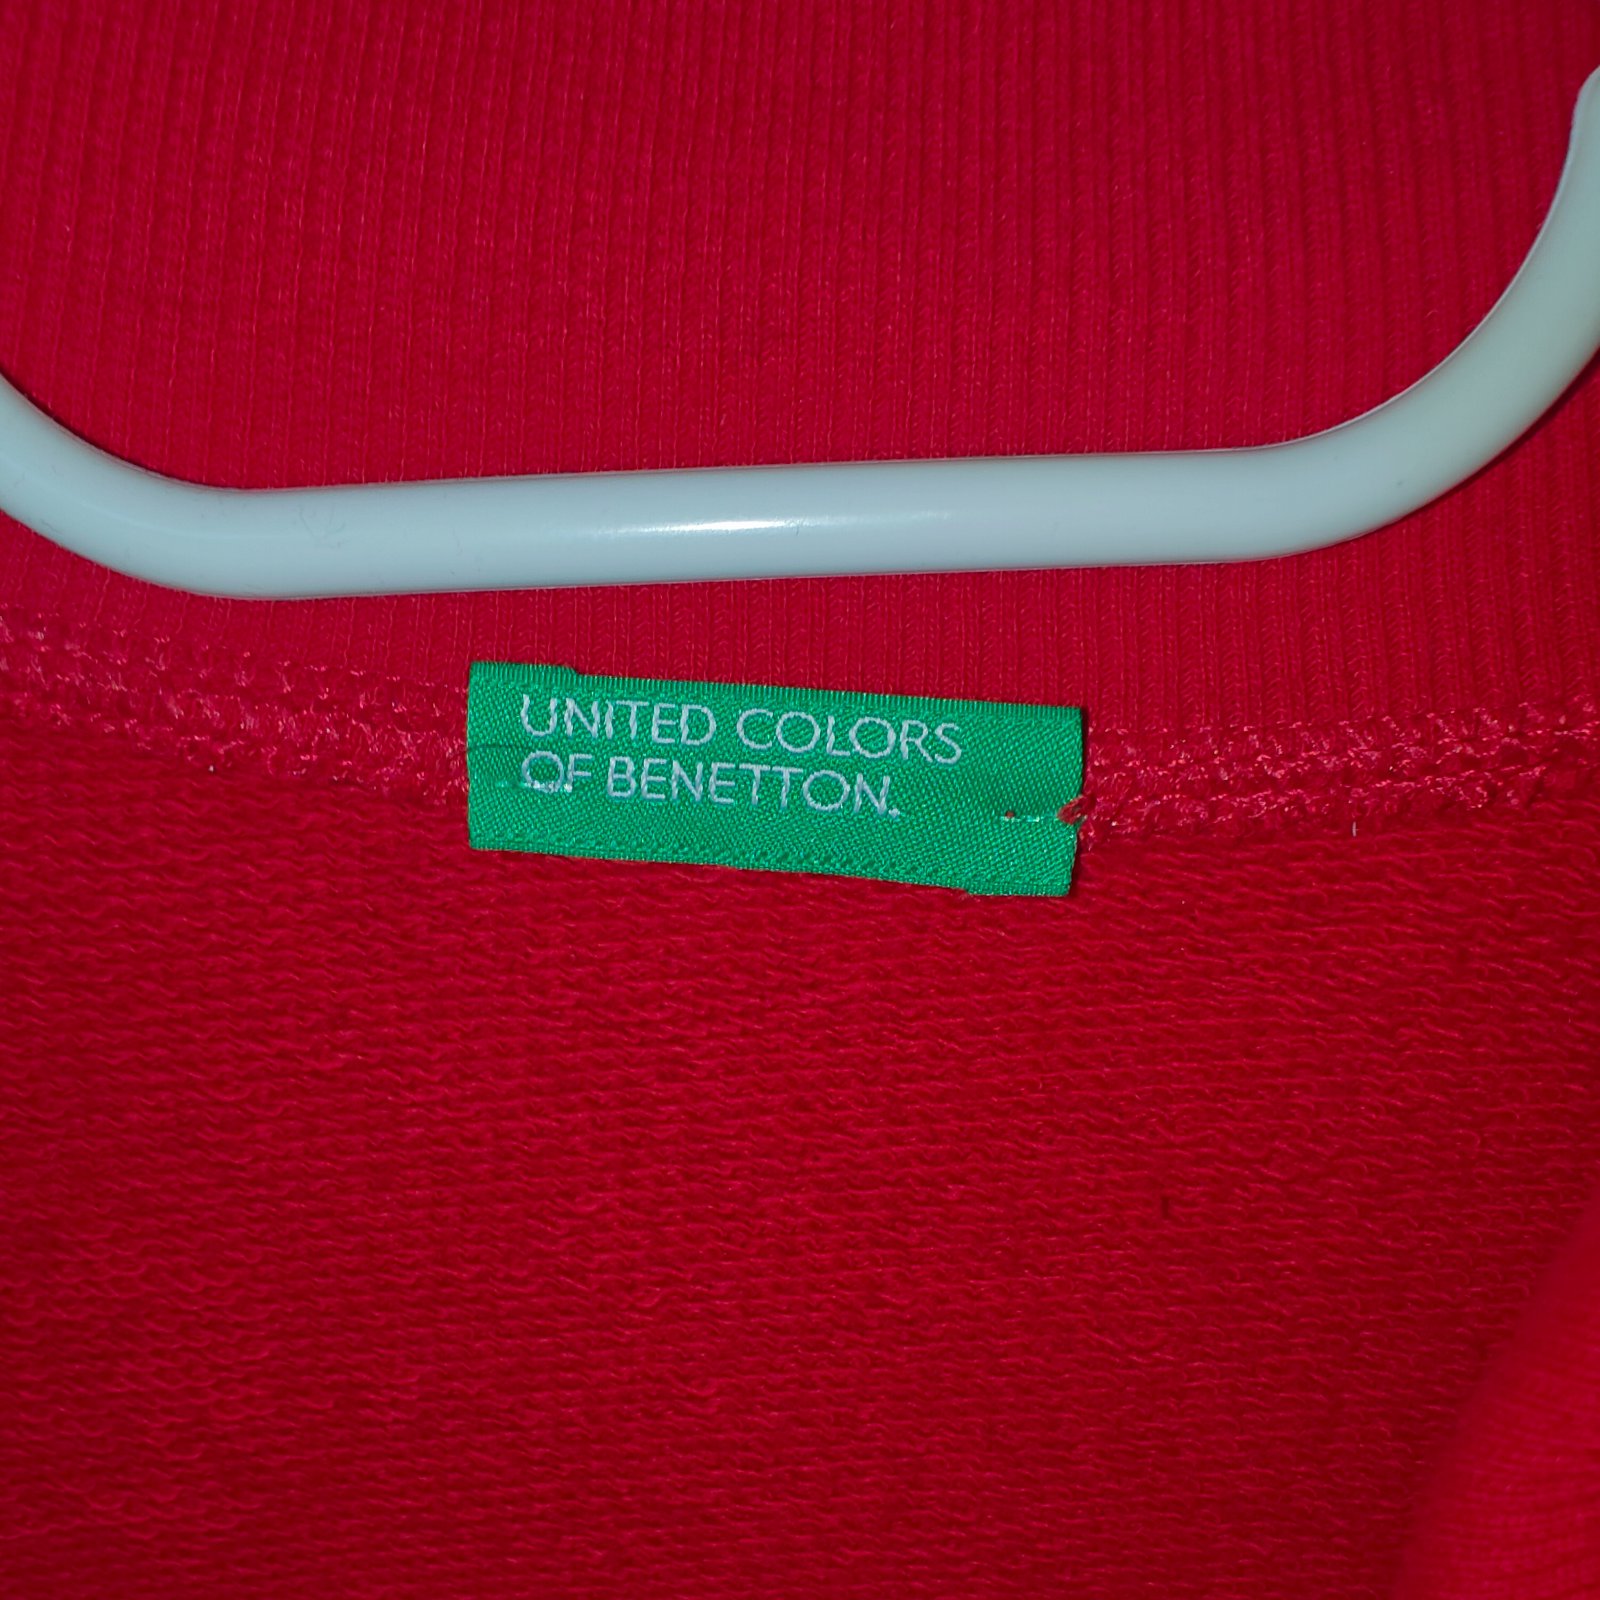 UNITED COLORS
OF BENETTON.